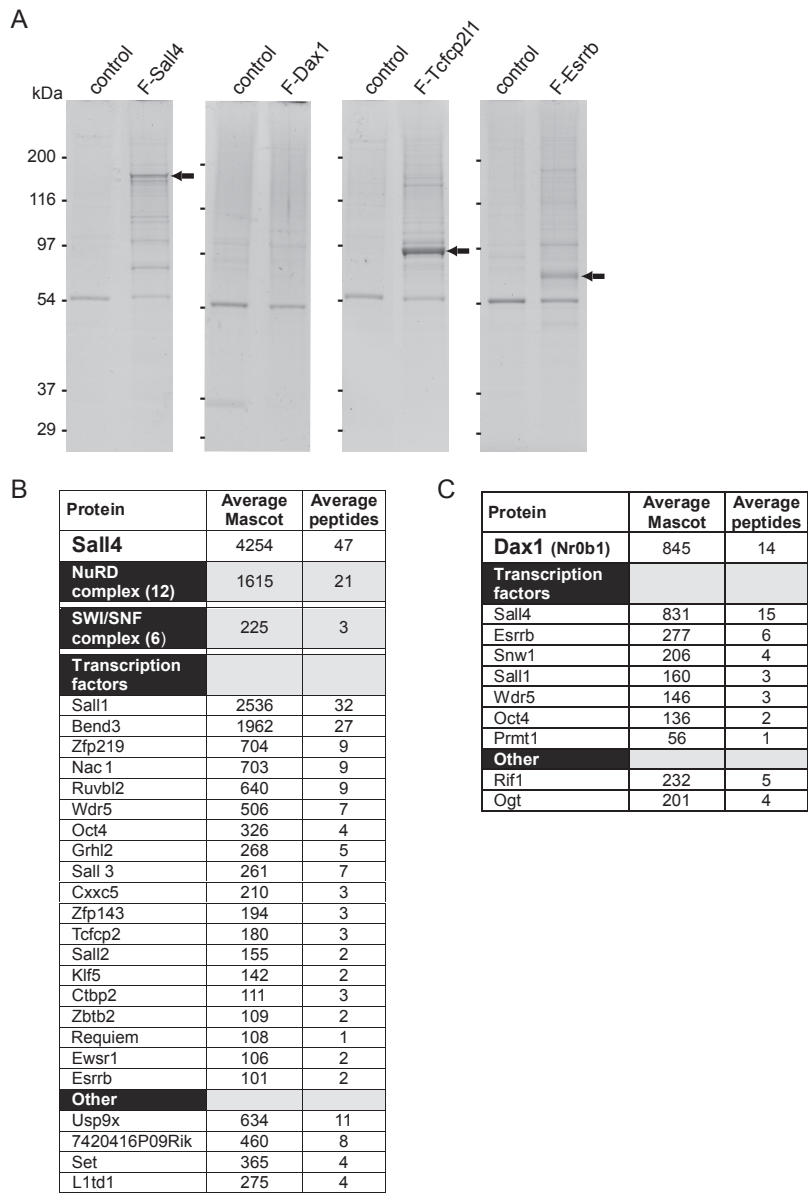 A
control F-Sall4 control F-Dax1 control F-Tcfcp2l1 control F-Esrrb
kDa
200
116
97
54
37
29
B
Protein Average Mascot Average peptides
Sall4 4254 47
NuRD complex (12) 1615 21
SWI/SNF complex (6) 225 3
Transcription factors
Sall1 2536 32
Bend3 1962 27
Zfp219 704 9
Nac1 703 9
Ruvbl2 640 9
Wdr5 506 7
Oct4 326 4
Grhl2 268 5
Sall 3 261 7
Cxxc5 210 3
Zfp143 194 3
Tcfcp2 180 3
Sall2 155 2
Klf5 142 2
Ctbp2 111 3
Zbtb2 109 2
Requiem 108 1
Ewsr1 106 2
Esrrb 101 2
Other
Usp9x 634 11
7420416P09Rik 460 8
Set 365 4
L1td1 275 4
C
Protein Average Mascot Average peptides
Dax1 (Nr0b1) 845 14
Transcription factors
Sall4 831 15
Esrrb 277 6
Snw1 206 4
Sall1 160 3
Wdr5 146 3
Oct4 136 2
Prmt1 56 1
Other
Rif1 232 5
Ogt 201 4